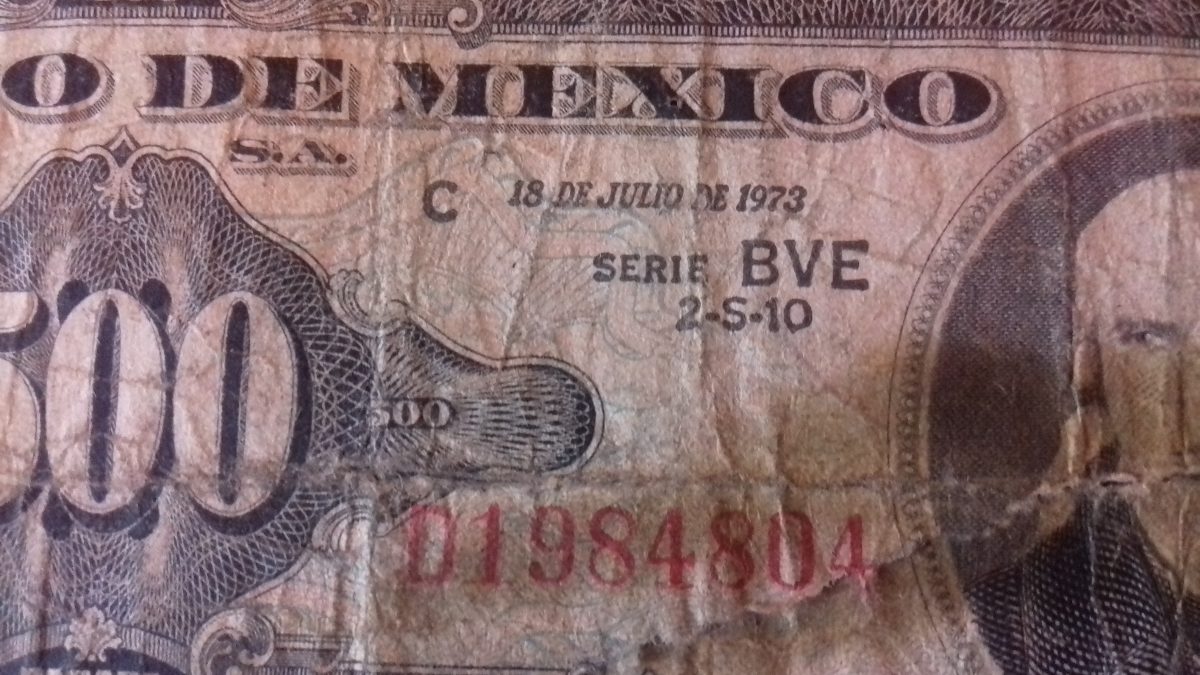 O DE MEXICO
S.A.
C 18 DE JULIO DE 1973
SERIE BVE
2-S-10
500
500
D1984804